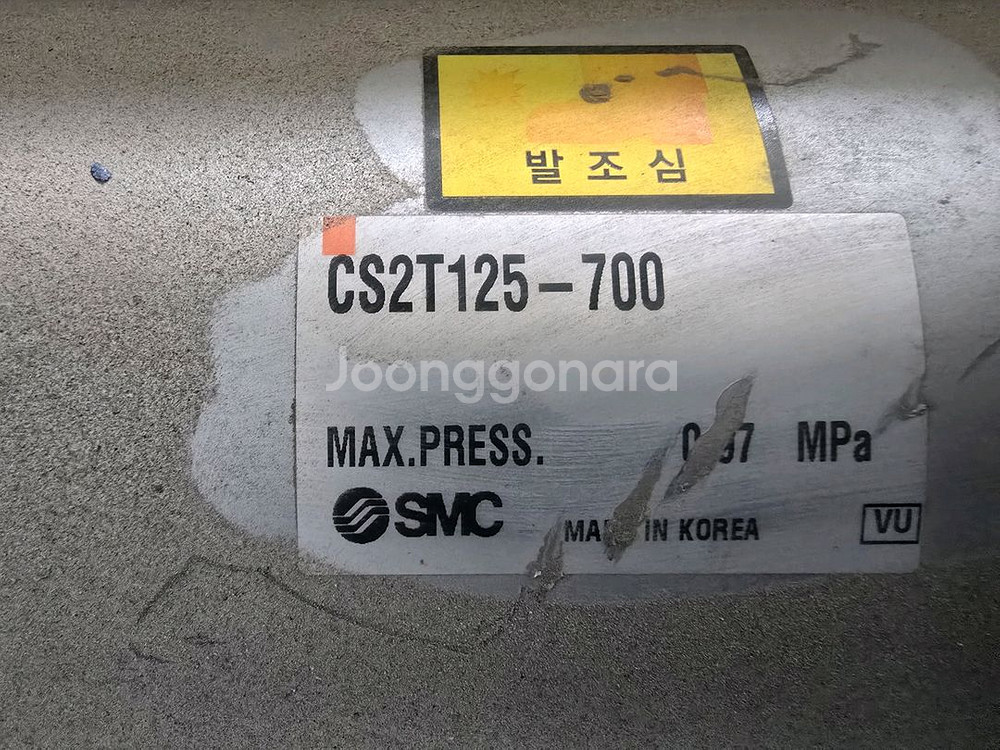 발 조 심
CS2T125-700
Joonggonara
MAX.PRESS. MPa
SMC IN KOREA VU